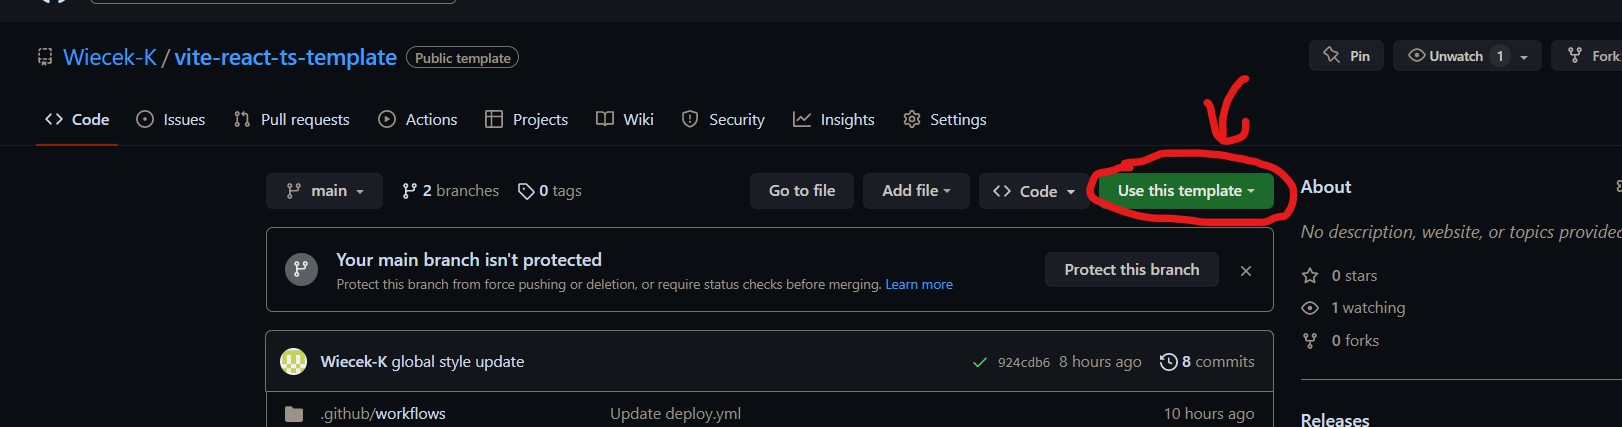 Wiecek-K / vite-react-ts-template Public template
Pin
Unwatch 1
Fork
Code
Issues
Pull requests
Actions
Projects
Wiki
Security
Insights
Settings
main
2 branches
0 tags
Go to file
Add file
Code
Use this template
Your main branch isn't protected
Protect this branch from force pushing or deletion, or require status checks before merging. Learn more
Protect this branch
Wiecek-K global style update
924cdb6 8 hours ago
8 commits
.github/workflows
Update deploy.yml
10 hours ago
About
No description, website, or topics provided
0 stars
1 watching
0 forks
Releases